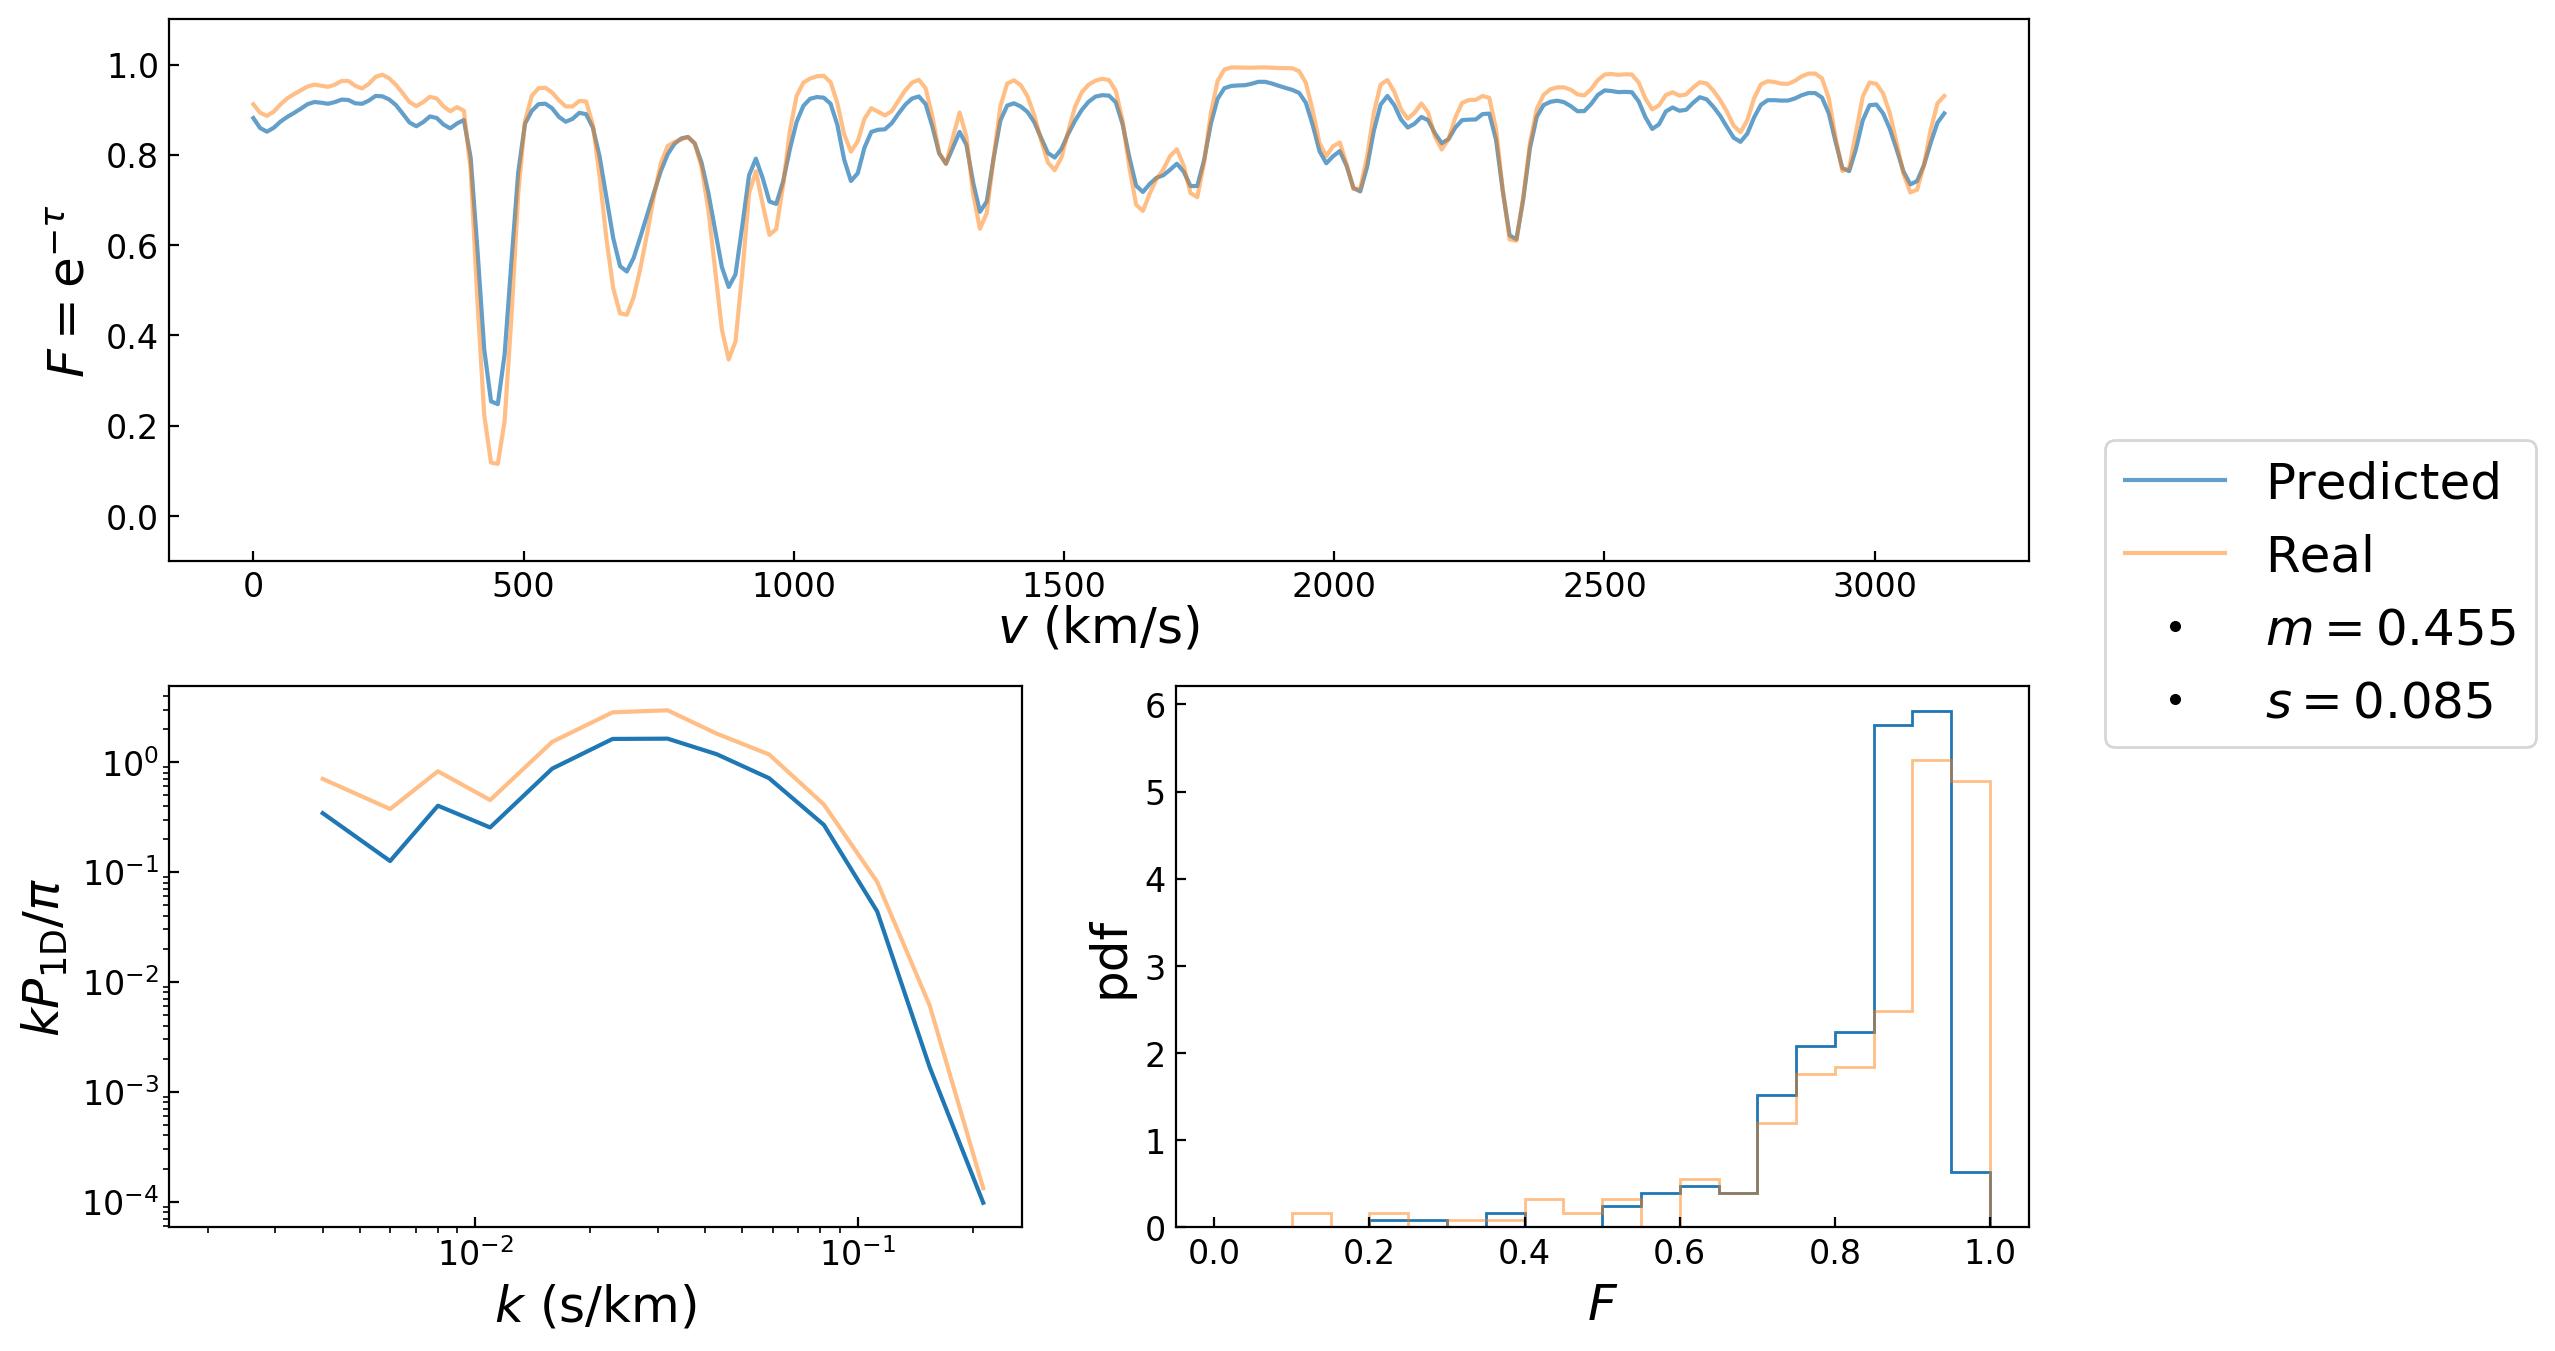 1.0
0.8
0.6
0.4
0.2
0.0
F = e^{-τ}
0 500 1000 1500 2000 2500 3000
v (km/s)
Predicted
Real
m = 0.455
s = 0.085
10^0
10^{-1}
10^{-2}
10^{-3}
10^{-4}
kP_{1D}/π
10^{-2} 10^{-1}
k (s/km)
6
5
4
3
2
1
0
pdf
0.0 0.2 0.4 0.6 0.8 1.0
F